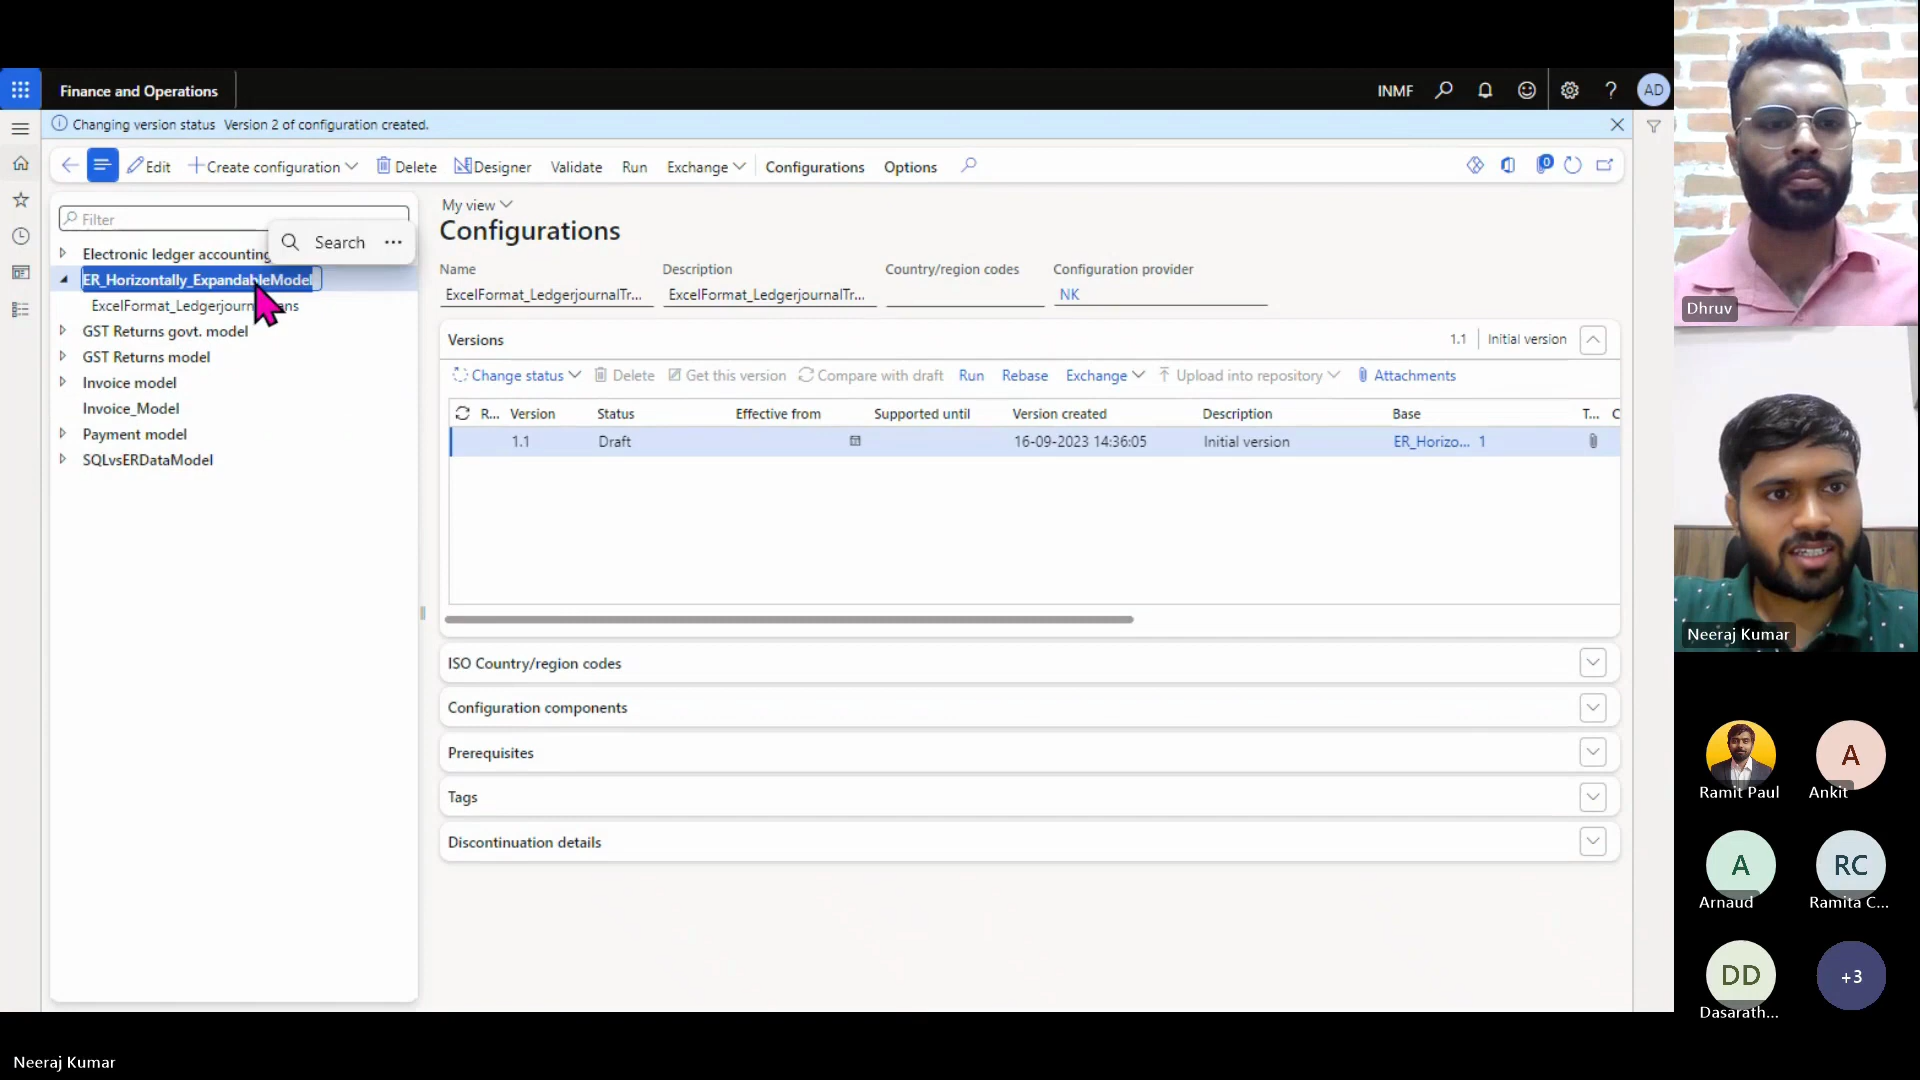 Finance and Operations
INMF
AD
Changing version status Version 2 of configuration created.
Edit
Create configuration
Delete
Designer
Validate
Run
Exchange
Configurations
Options
0
Filter
Search
Electronic ledger accounting
ER_Horizontally_ExpandableModel
GST Returns govt. model
GST Returns model
Invoice model
Invoice_Model
Payment model
SQLvsERDataModel
My view
Configurations
Name
Description
Country/region codes
Configuration provider
ExcelFormat_LedgerjournalTr...
ExcelFormat_LedgerjournalTr...
NK
Versions
1.1
Initial version
Change status
Delete
Get this version
Compare with draft
Run
Rebase
Exchange
Upload into repository
Attachments
R... Version Status Effective from Supported until Version created Description Base T... C
1.1 Draft 16-09-2023 14:36:05 Initial version ER_Horizo... 1
ISO Country/region codes
Configuration components
Prerequisites
Tags
Discontinuation details
Dhruv
Neeraj Kumar
Ramit Paul
A
Ankit
A
Arnaud
RC
Ramita C...
DD
Dasarath...
+3
Neeraj Kumar